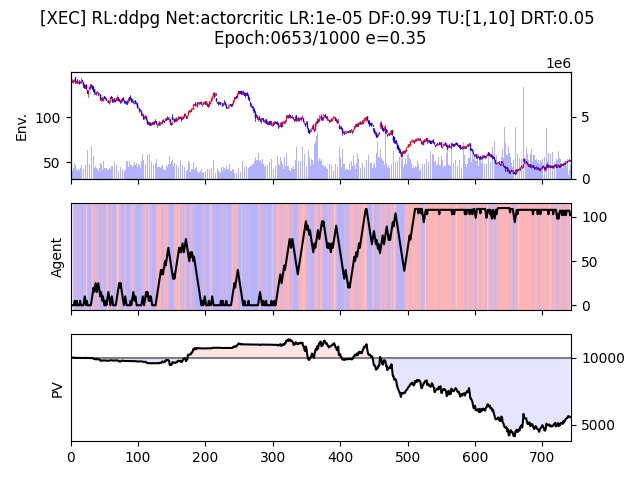 [XEC] RL:ddpg Net:actorcritic LR:1e-05 DF:0.99 TU:[1,10] DRT:0.05
Epoch:0653/1000 e=0.35
1e6
Env.
100
50
5
0
Agent
100
50
0
PV
10000
5000
0 100 200 300 400 500 600 700